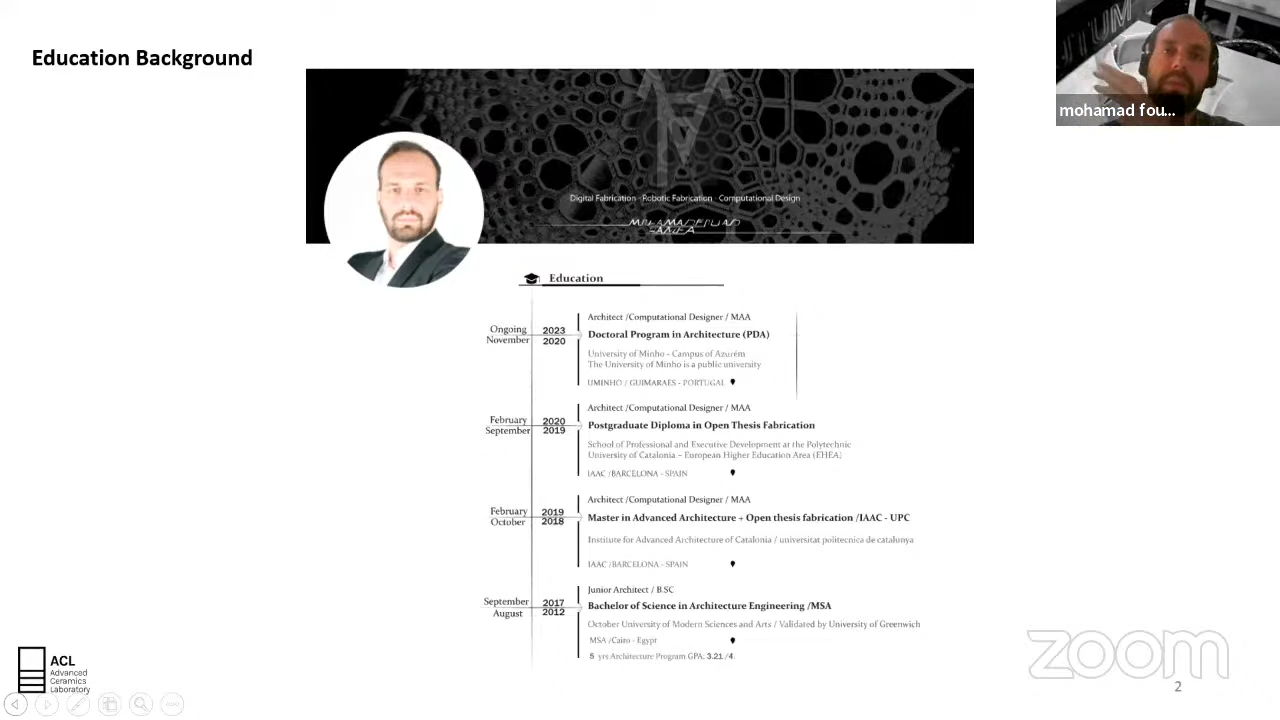 Education Background
mohamad fou...
Digital Fabrication - Robotic Fabrication - Computational Design
Education
Ongoing
November
2023
2020
Architect /Computational Designer / MAA
Doctoral Program in Architecture (PDA)
University of Minho - Campus of Azurém
The University of Minho is a public university
UMINHO / GUIMARAES - PORTUGAL
February
September
2020
2019
Architect /Computational Designer / MAA
Postgraduate Diploma in Open Thesis Fabrication
School of Professional and Executive Development at the Polytechnic
University of Catalonia – European Higher Education Area (EHEA)
IAAC /BARCELONA - SPAIN
February
October
2019
2018
Architect /Computational Designer / MAA
Master in Advanced Architecture + Open thesis fabrication /IAAC - UPC
Institute for Advanced Architecture of Catalonia / universitat politecnica de catalunya
IAAC /BARCELONA - SPAIN
September
August
2017
2012
Junior Architect / B.SC
Bachelor of Science in Architecture Engineering /MSA
October University of Modern Sciences and Arts / Validated by University of Greenwich
MSA /Cairo - Egypt
5 yrs Architecture Program GPA: 3.21 /4.
ACL
Advanced
Ceramics
Laboratory
zoom
2